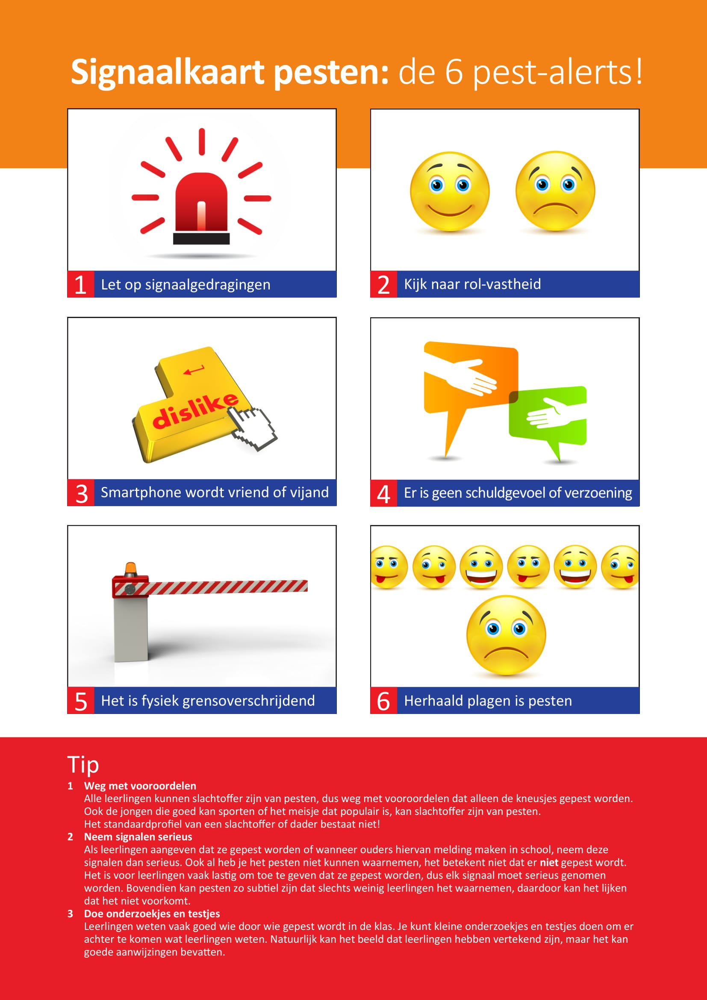 Signaalkaart pesten: de 6 pest-alerts!
1 Let op signaalgedragingen
2 Kijk naar rol-vastheid
dislike
3 Smartphone wordt vriend of vijand
4 Er is geen schuldgevoel of verzoening
5 Het is fysiek grensoverschrijdend
6 Herhaald plagen is pesten
Tip
1 Weg met vooroordelen
Alle leerlingen kunnen slachtoffer zijn van pesten, dus weg met vooroordelen dat alleen de kneusjes gepest worden.
Ook de jongen die goed kan sporten of het meisje dat populair is, kan slachtoffer zijn van pesten.
Het standaardprofiel van een slachtoffer of dader bestaat niet!
2 Neem signalen serieus
Als leerlingen aangeven dat ze gepest worden of wanneer ouders hiervan melding maken in school, neem deze
signalen dan serieus. Ook al heb je het pesten niet kunnen waarnemen, het betekent niet dat er niet gepest wordt.
Het is voor leerlingen vaak lastig om toe te geven dat ze gepest worden, dus elk signaal moet serieus genomen
worden. Bovendien kan pesten zo subtiel zijn dat slechts weinig leerlingen het waarnemen, daardoor kan het lijken
dat het niet voorkomt.
3 Doe onderzoekjes en testjes
Leerlingen weten vaak goed wie door wie gepest wordt in de klas. Je kunt kleine onderzoekjes en testjes doen om er
achter te komen wat leerlingen weten. Natuurlijk kan het beeld dat leerlingen hebben vertekend zijn, maar het kan
goede aanwijzingen bevatten.